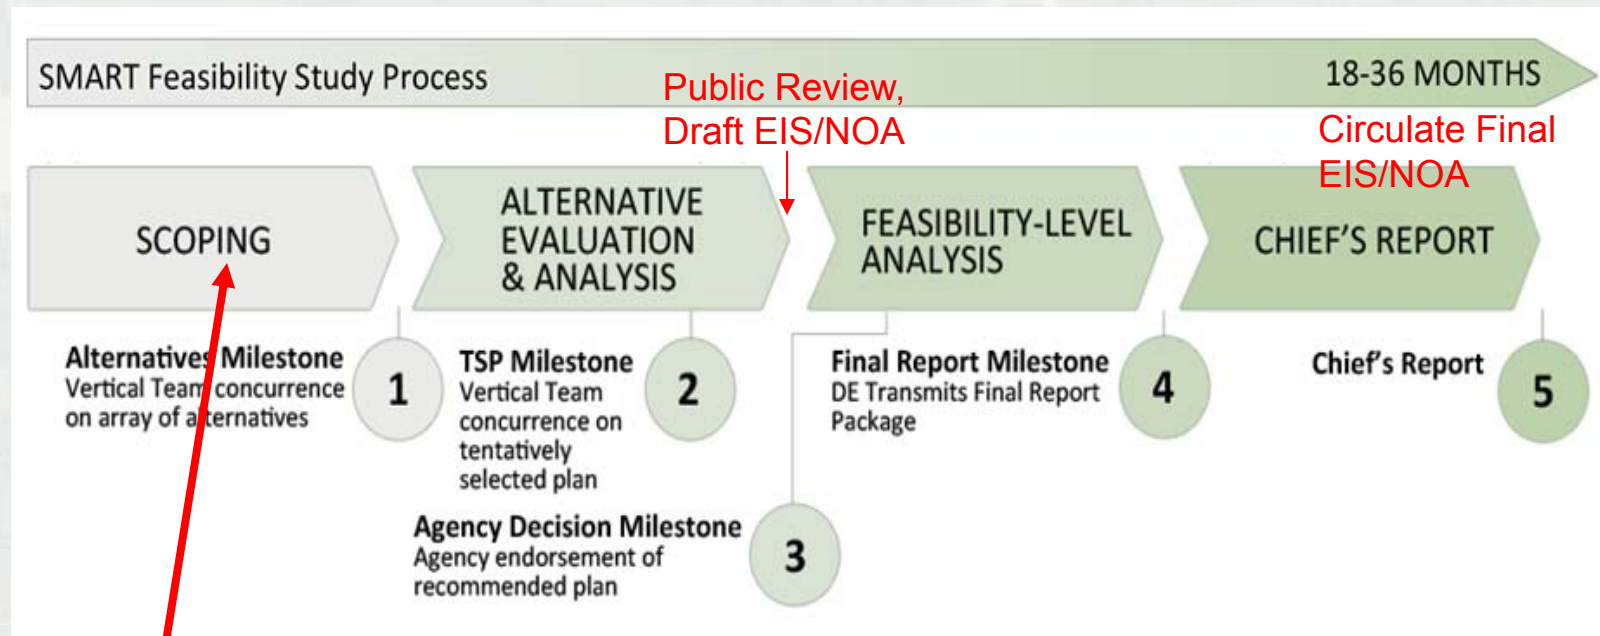 SMART Feasibility Study Process
18-36 MONTHS
Public Review,
Draft EIS/NOA
Circulate Final
EIS/NOA
SCOPING
ALTERNATIVE
EVALUATION
& ANALYSIS
FEASIBILITY-LEVEL
ANALYSIS
CHIEF'S REPORT
Alternatives Milestone
Vertical Team concurrence
on array of alternatives
1
TSP Milestone
Vertical Team
concurrence on
tentatively
selected plan
2
Agency Decision Milestone
Agency endorsement of
recommended plan
3
Final Report Milestone
DE Transmits Final Report
Package
4
Chief's Report
5